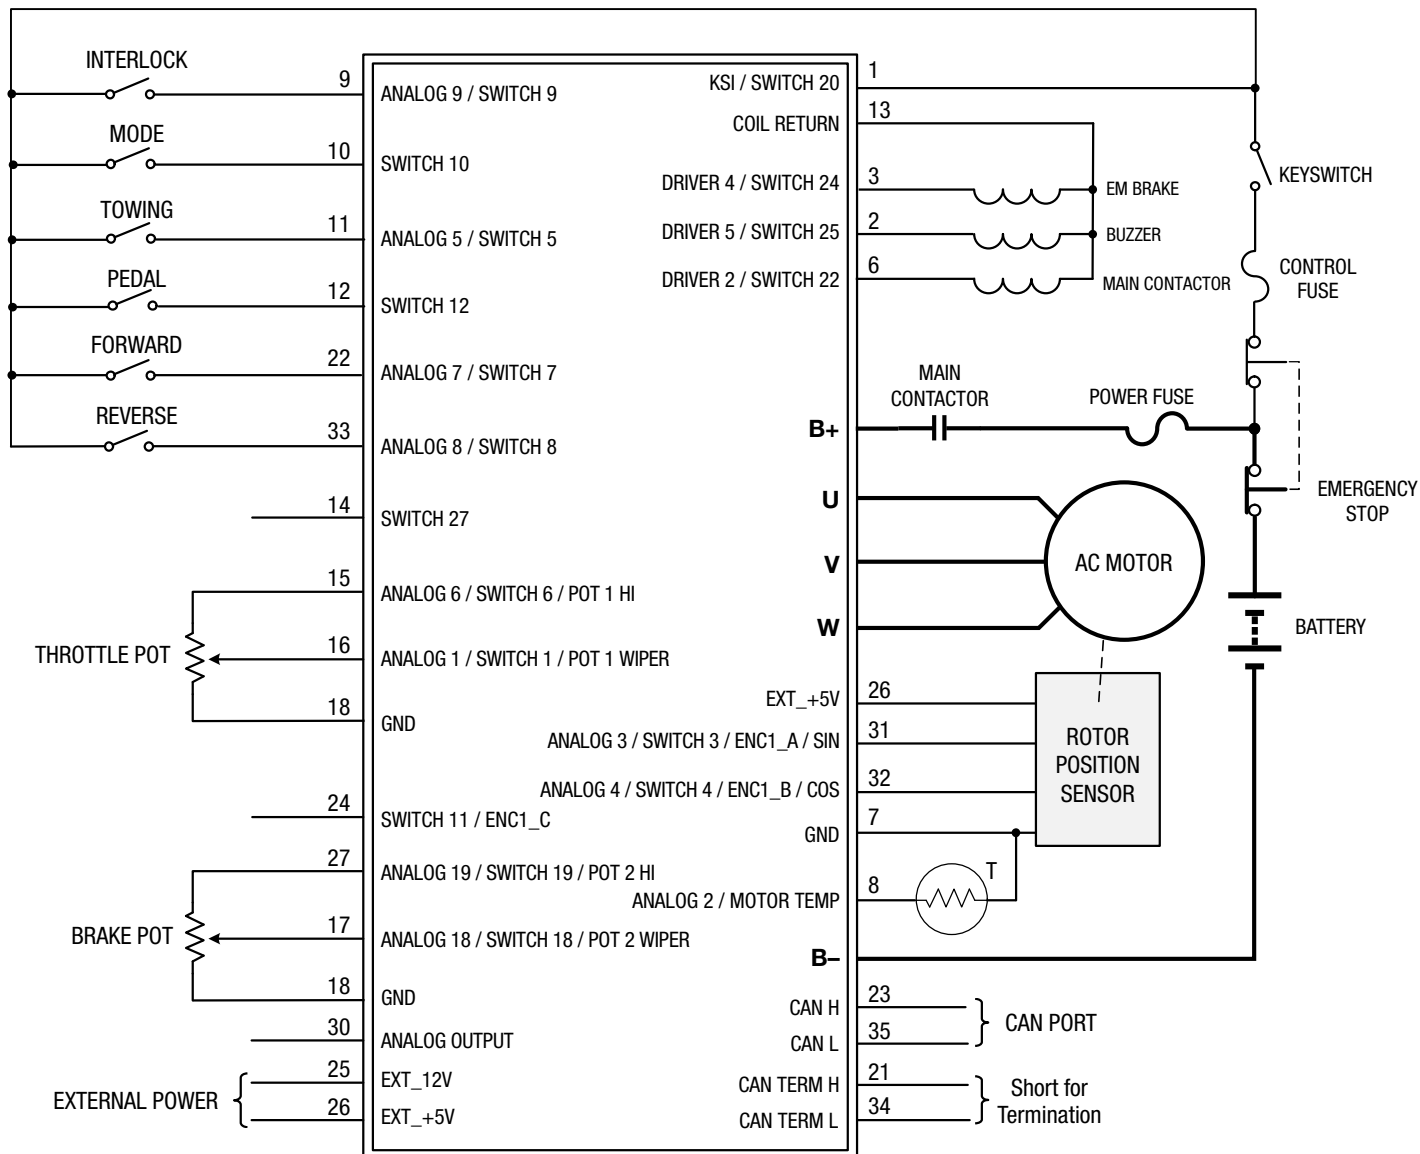 INTERLOCK
9
ANALOG 9 / SWITCH 9
MODE
10
SWITCH 10
TOWING
11
ANALOG 5 / SWITCH 5
PEDAL
12
SWITCH 12
FORWARD
22
ANALOG 7 / SWITCH 7
REVERSE
33
ANALOG 8 / SWITCH 8
14
SWITCH 27
15
ANALOG 6 / SWITCH 6 / POT 1 HI
THROTTLE POT
16
ANALOG 1 / SWITCH 1 / POT 1 WIPER
18
GND
24
SWITCH 11 / ENC1_C
27
ANALOG 19 / SWITCH 19 / POT 2 HI
BRAKE POT
17
ANALOG 18 / SWITCH 18 / POT 2 WIPER
18
GND
30
ANALOG OUTPUT
EXTERNAL POWER
25
EXT_12V
26
EXT_+5V
KSI / SWITCH 20
1
COIL RETURN
13
DRIVER 4 / SWITCH 24
3
EM BRAKE
DRIVER 5 / SWITCH 25
2
BUZZER
DRIVER 2 / SWITCH 22
6
MAIN CONTACTOR
KEYSWITCH
CONTROL
FUSE
B+
MAIN
CONTACTOR
POWER FUSE
EMERGENCY
STOP
U
V
W
AC MOTOR
BATTERY
EXT_+5V
26
ANALOG 3 / SWITCH 3 / ENC1_A / SIN
31
ANALOG 4 / SWITCH 4 / ENC1_B / COS
32
GND
7
ROTOR
POSITION
SENSOR
ANALOG 2 / MOTOR TEMP
8
T
B–
CAN H
23
CAN L
35
CAN PORT
CAN TERM H
21
CAN TERM L
34
Short for
Termination